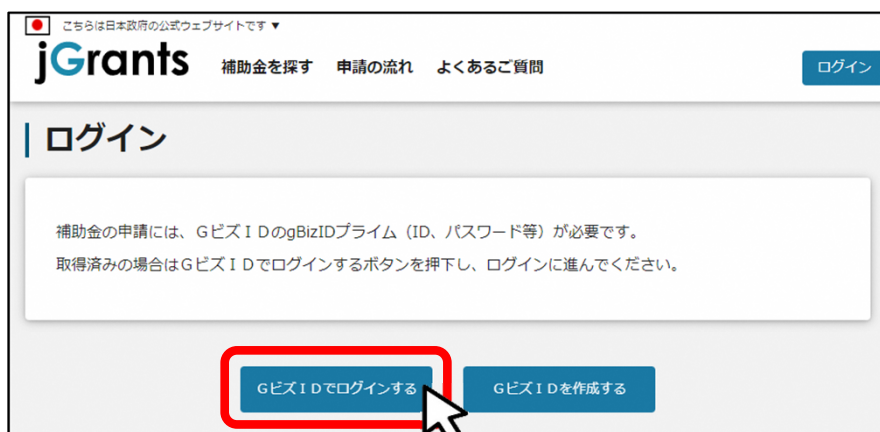 こちらは日本政府の公式ウェブサイトです ▼
jGrants
補助金を探す 申請の流れ よくあるご質問
ログイン
ログイン
補助金の申請には、GビズIDのgBizIDプライム（ID、パスワード等）が必要です。
取得済みの場合はGビズIDでログインするボタンを押下し、ログインに進んでください。
GビズIDでログインする
GビズIDを作成する